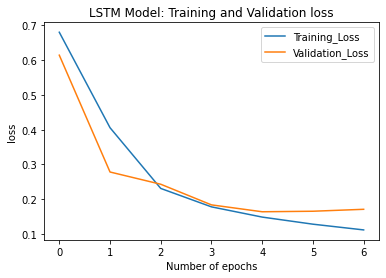 LSTM Model: Training and Validation loss
Training_Loss
Validation_Loss
loss
0.7
0.6
0.5
0.4
0.3
0.2
0.1
0 1 2 3 4 5 6
Number of epochs